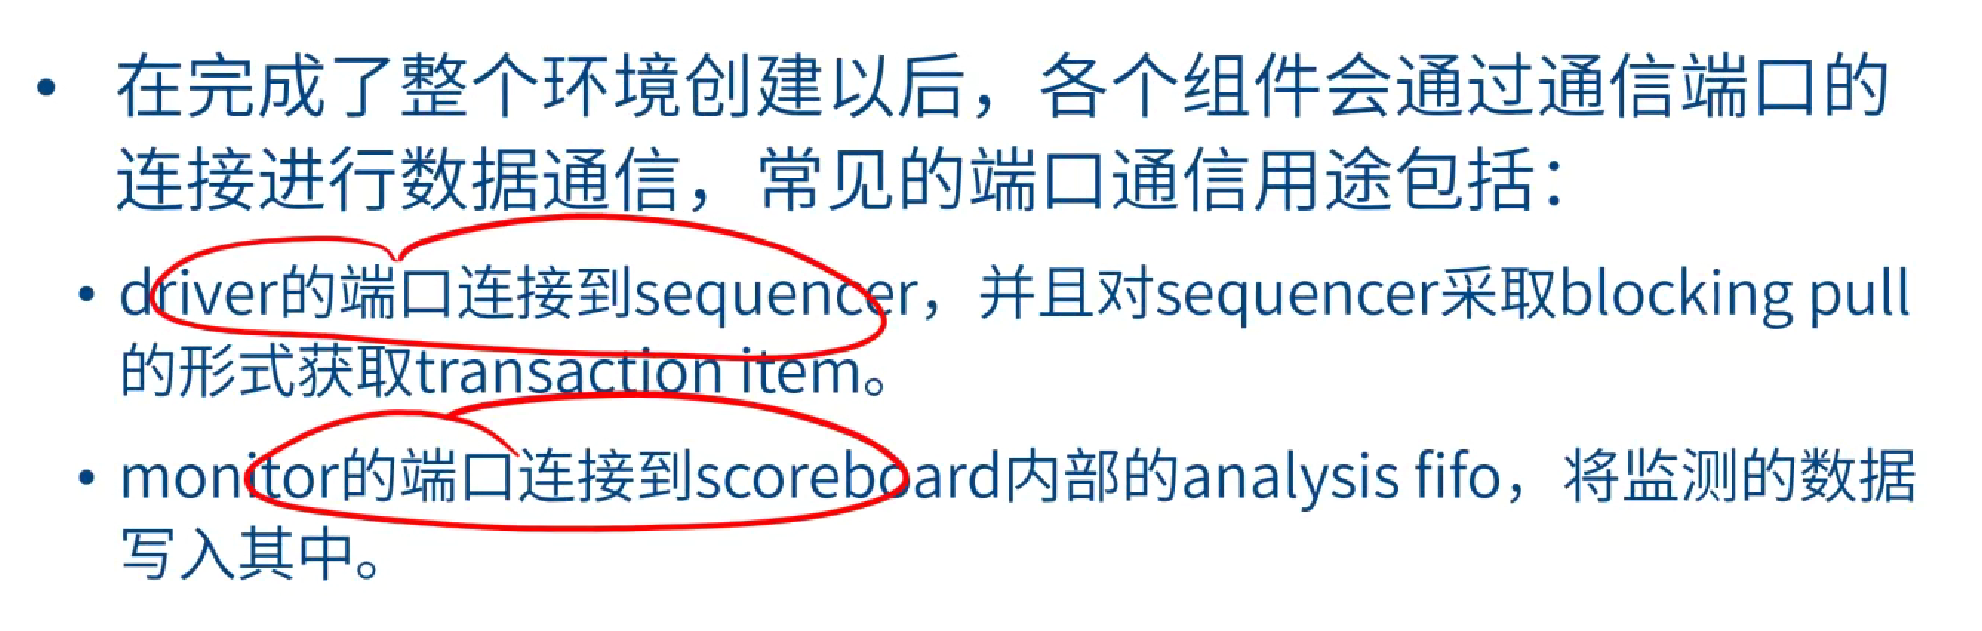 • 在完成了整个环境创建以后，各个组件会通过通信端口的
连接进行数据通信，常见的端口通信用途包括：
• driver的端口连接到sequencer，并且对sequencer采取blocking pull
的形式获取transaction item。
• monitor的端口连接到scoreboard内部的analysis fifo，将监测的数据
写入其中。